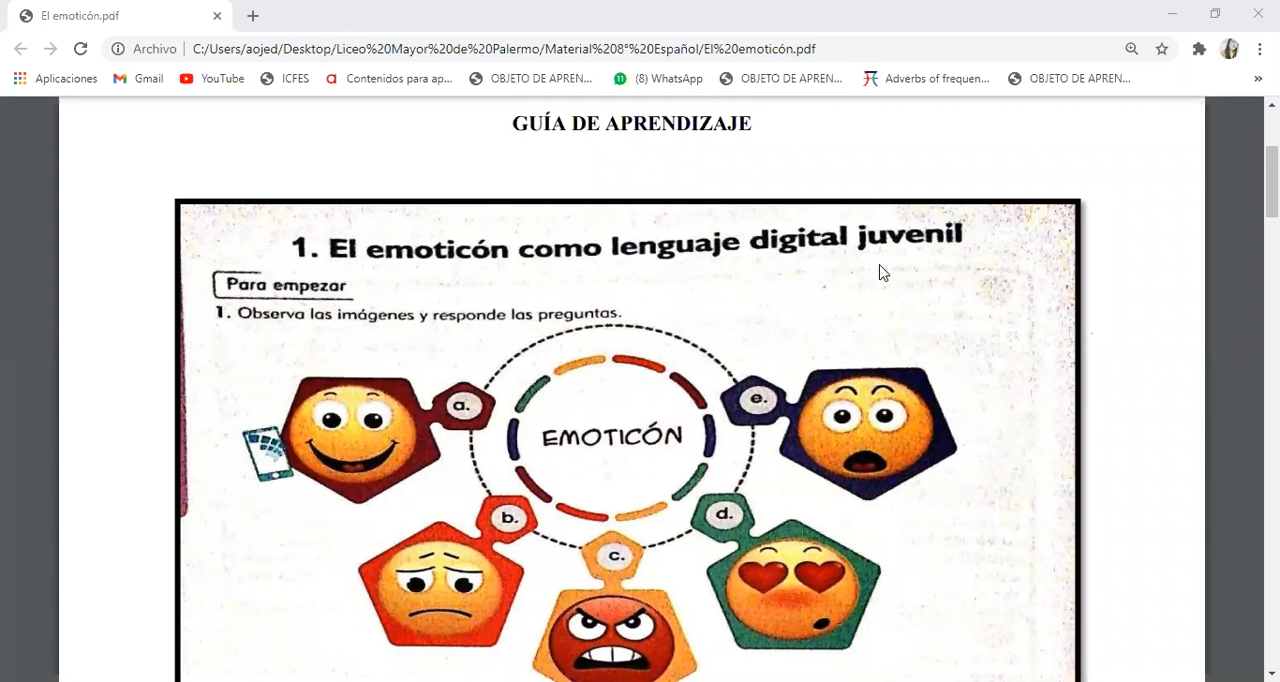 El emoticón.pdf
Archivo
C:/Users/aojed/Desktop/Liceo%20Mayor%20de%20Palermo/Material%208°%20Español/El%20emoticón.pdf
Aplicaciones
Gmail
YouTube
ICFES
Contenidos para ap...
OBJETO DE APREN...
11
(8) WhatsApp
OBJETO DE APREN...
Adverbs of frequen...
OBJETO DE APREN...
GUÍA DE APRENDIZAJE
1. El emoticón como lenguaje digital juvenil
Para empezar
1. Observa las imágenes y responde las preguntas.
a.
e.
EMOTICÓN
b.
d.
c.